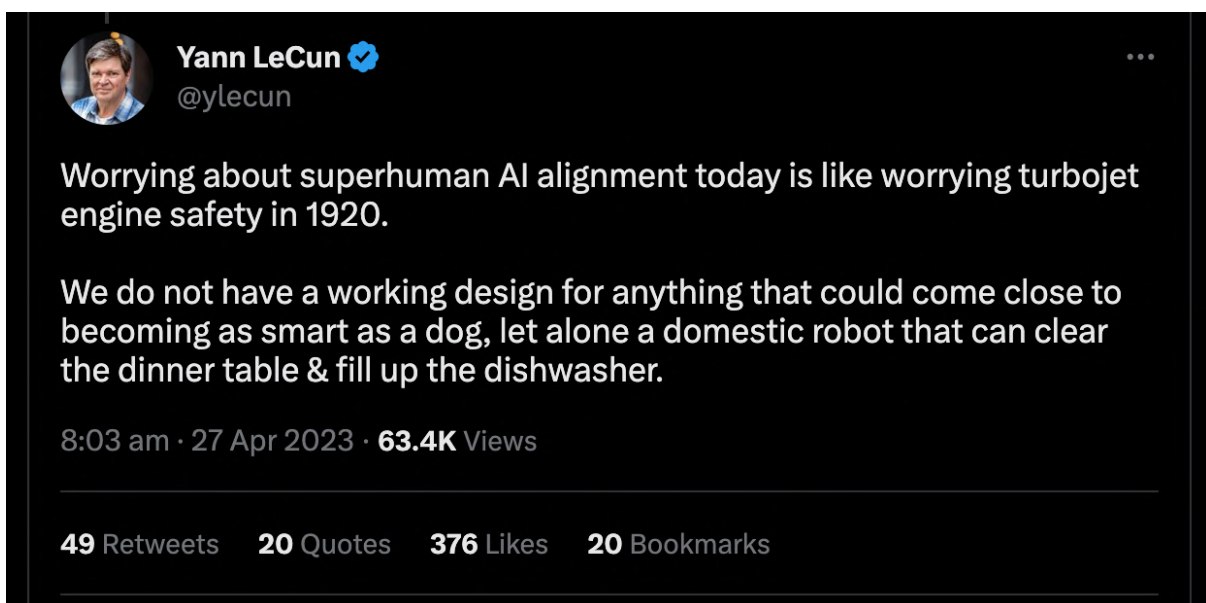 Yann LeCun
@ylecun
Worrying about superhuman AI alignment today is like worrying turbojet
engine safety in 1920.
We do not have a working design for anything that could come close to
becoming as smart as a dog, let alone a domestic robot that can clear
the dinner table & fill up the dishwasher.
8:03 am · 27 Apr 2023 · 63.4K Views
49 Retweets 20 Quotes 376 Likes 20 Bookmarks